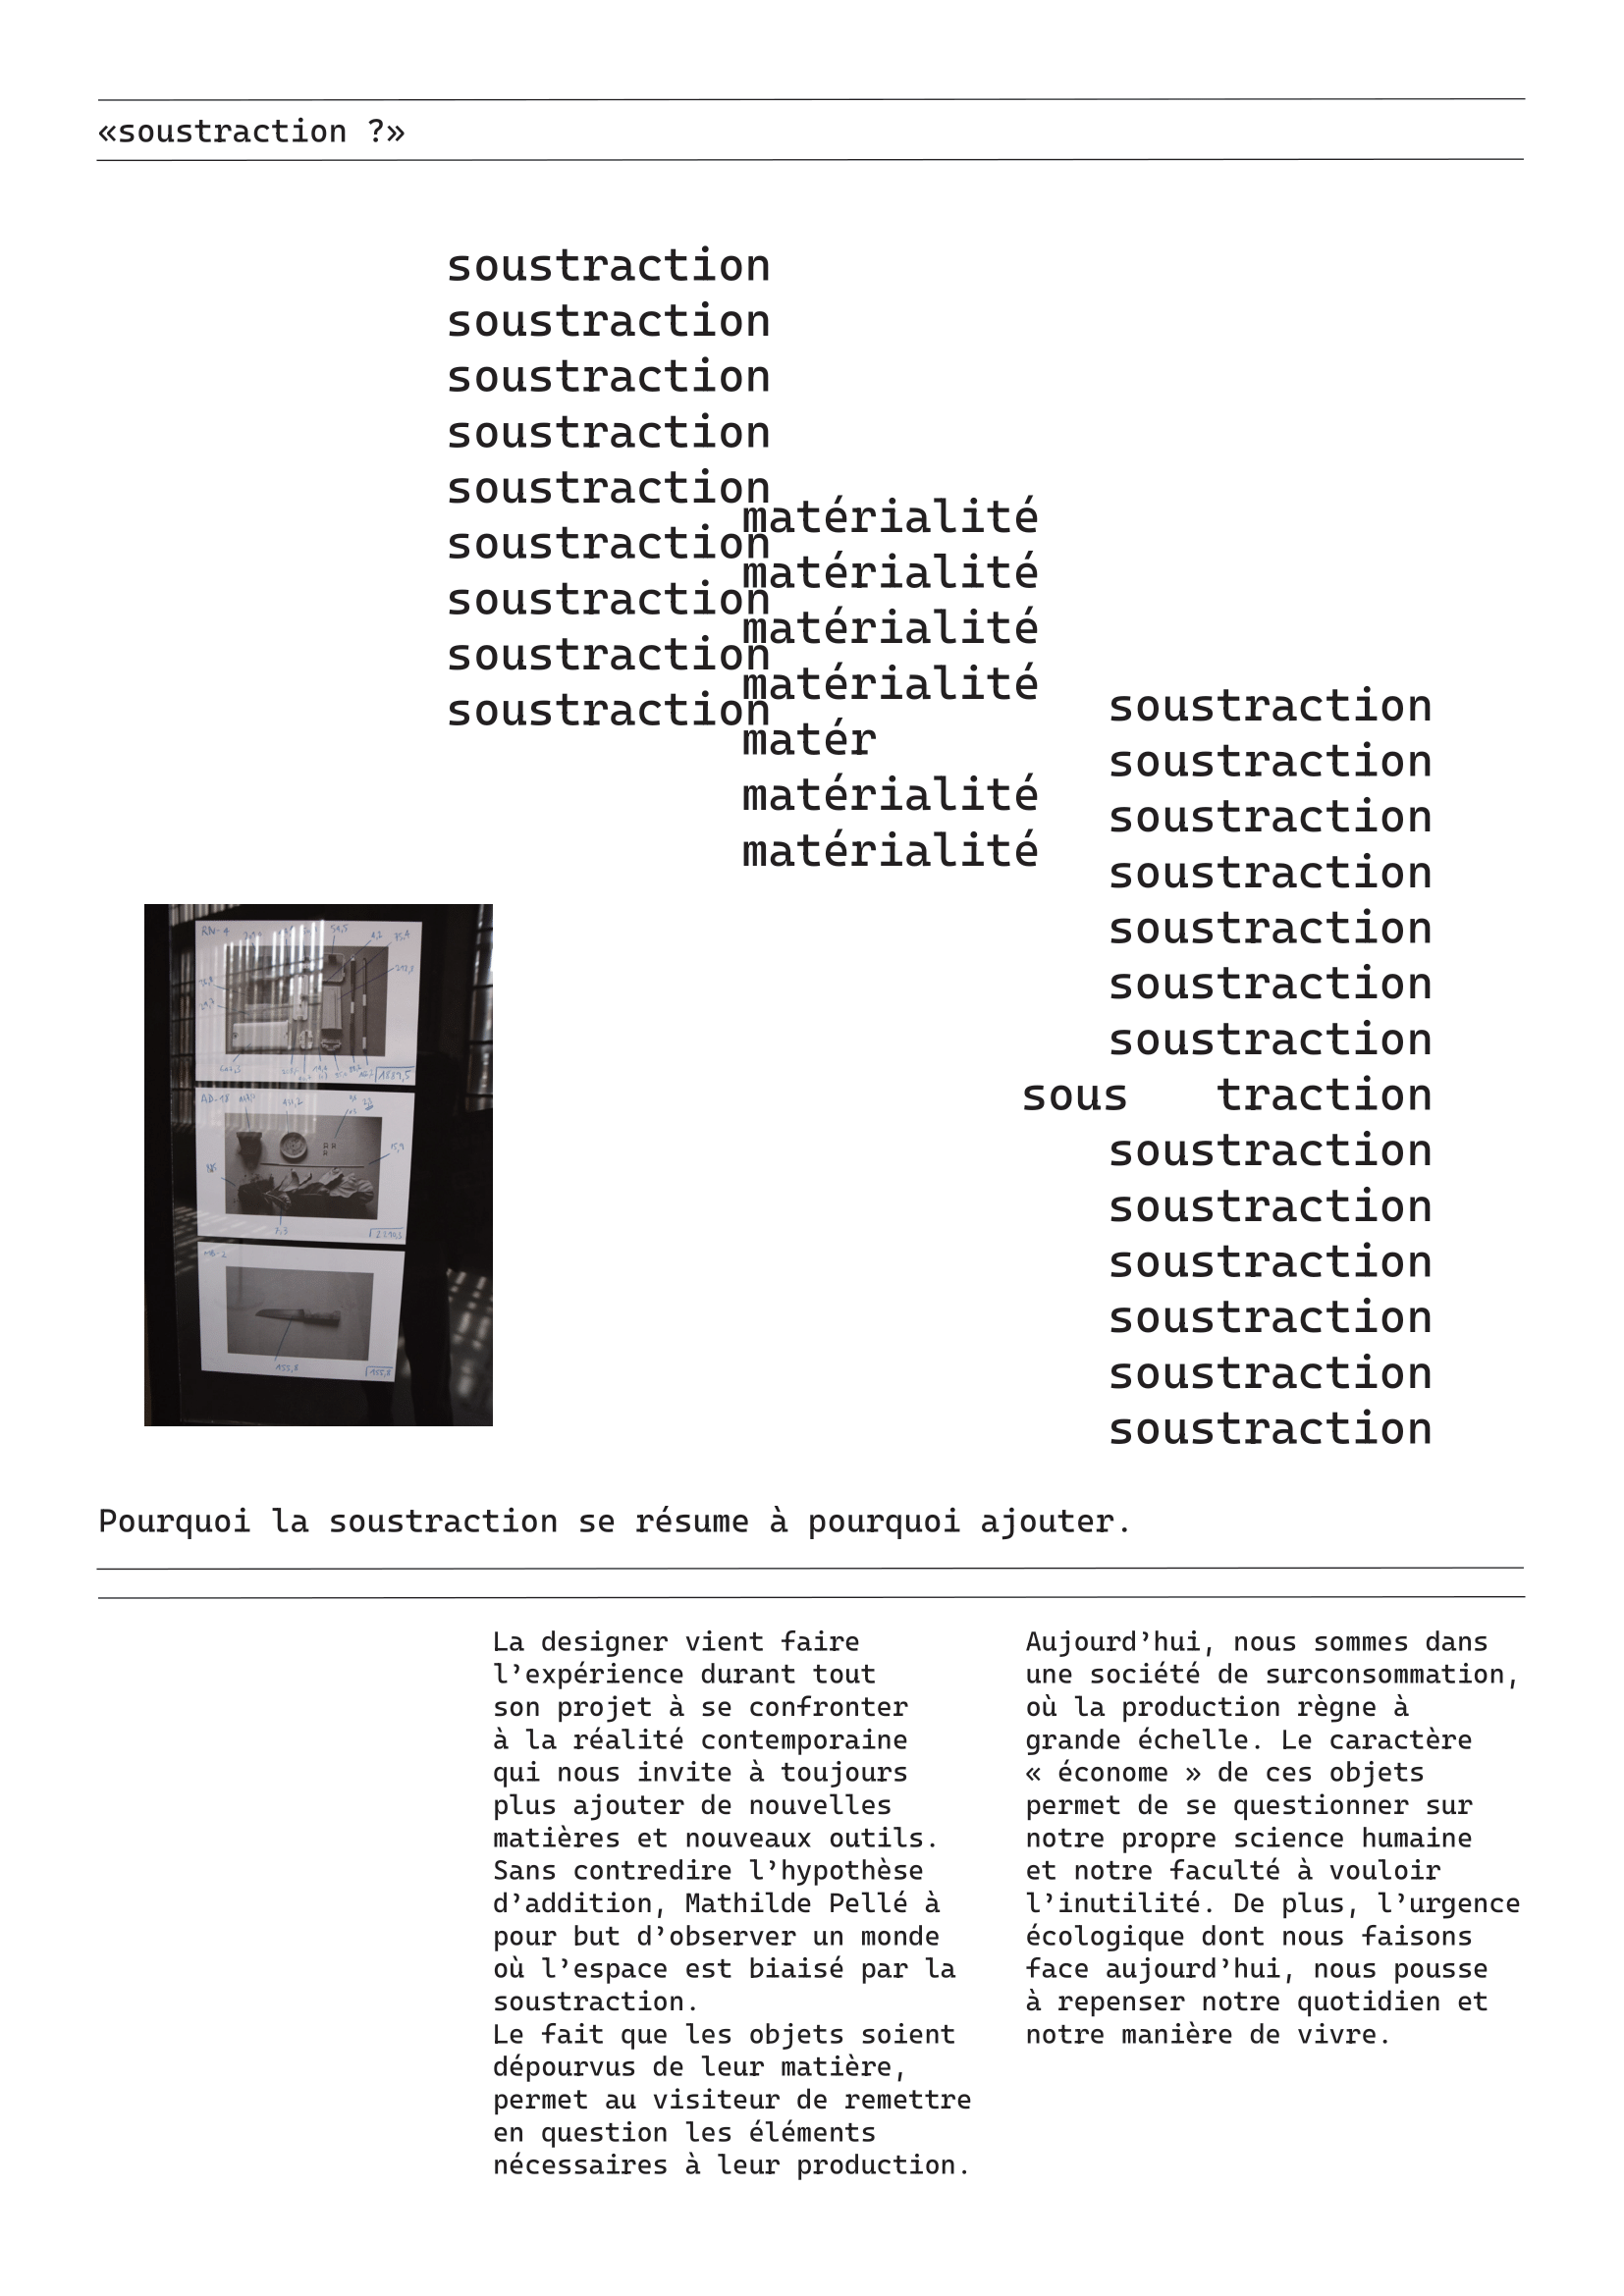 «soustraction ?»
soustraction
soustraction
soustraction
soustraction
soustraction
soustraction
soustraction
soustraction
soustraction
matérialité
matérialité
matérialité
matérialité
matér
matérialité
matérialité
soustraction
soustraction
soustraction
soustraction
soustraction
soustraction
soustraction
sous traction
soustraction
soustraction
soustraction
soustraction
soustraction
soustraction
RN-4
59,5
1889,5
AD-18
7,3
155,8
155,8
Pourquoi la soustraction se résume à pourquoi ajouter.
La designer vient faire
l’expérience durant tout
son projet à se confronter
à la réalité contemporaine
qui nous invite à toujours
plus ajouter de nouvelles
matières et nouveaux outils.
Sans contredire l’hypothèse
d’addition, Mathilde Pellé à
pour but d’observer un monde
où l’espace est biaisé par la
soustraction.
Le fait que les objets soient
dépourvus de leur matière,
permet au visiteur de remettre
en question les éléments
nécessaires à leur production.
Aujourd’hui, nous sommes dans
une société de surconsommation,
où la production règne à
grande échelle. Le caractère
« économe » de ces objets
permet de se questionner sur
notre propre science humaine
et notre faculté à vouloir
l’inutilité. De plus, l’urgence
écologique dont nous faisons
face aujourd’hui, nous pousse
à repenser notre quotidien et
notre manière de vivre.